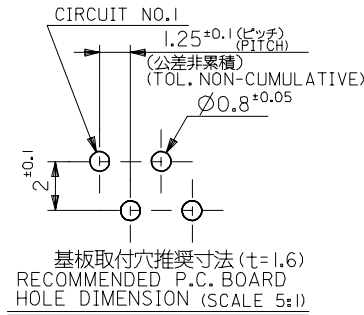 CIRCUIT NO.1
1.25±0.1(ピッチ)
(PITCH)
(公差非累積)
(TOL. NON-CUMULATIVE)
∅0.8±0.05
2±0.1
基板取付穴推奨寸法(t=1.6)
RECOMMENDED P.C. BOARD
HOLE DIMENSION (SCALE 5:1)